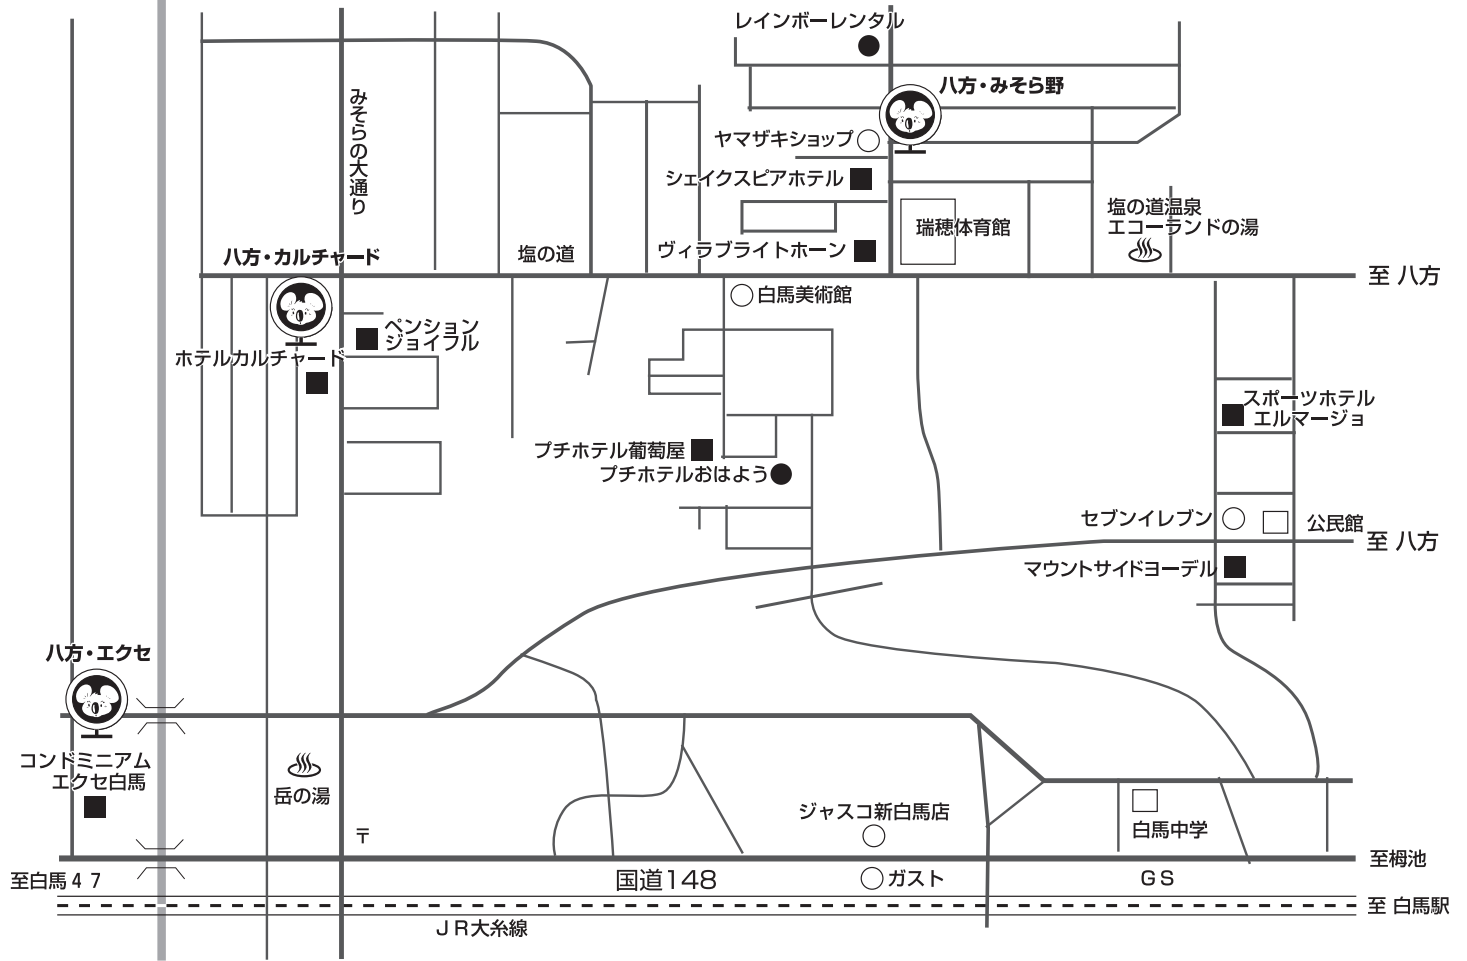 レインボーレンタル
八方・みそら野
みそらの大通り
ヤマザキショップ
シェイクスピアホテル
塩の道温泉
エコーランドの湯
瑞穂体育館
八方・カルチャード
塩の道
ヴィラブライトホーン
至 八方
白馬美術館
ペンション
ジョイフル
ホテルカルチャード
スポーツホテル
エルマージョ
プチホテル葡萄屋
プチホテルおはよう
セブンイレブン
公民館
至 八方
マウントサイドヨーデル
八方・エクセ
コンドミニアム
エクセ白馬
岳の湯
ジャスコ新白馬店
白馬中学
〒
至栂池
至白馬47
国道148
ガスト
GS
至 白馬駅
JR大糸線